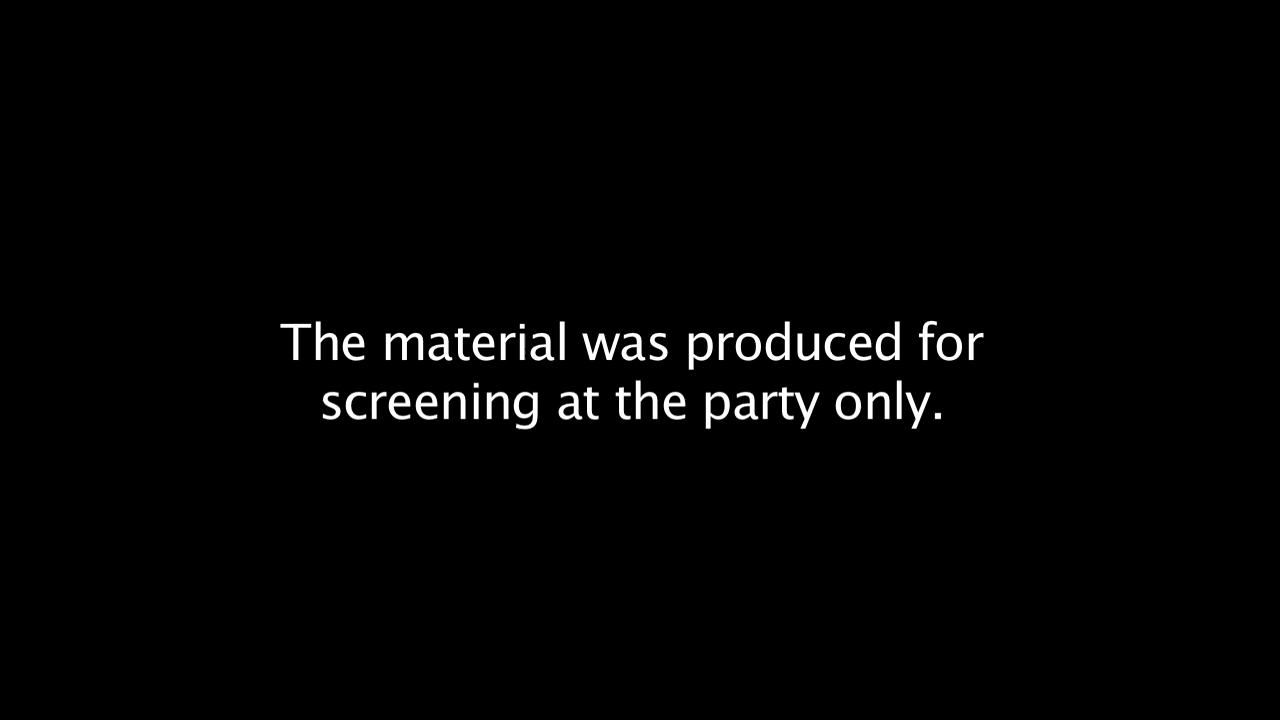 The material was produced for
screening at the party only.